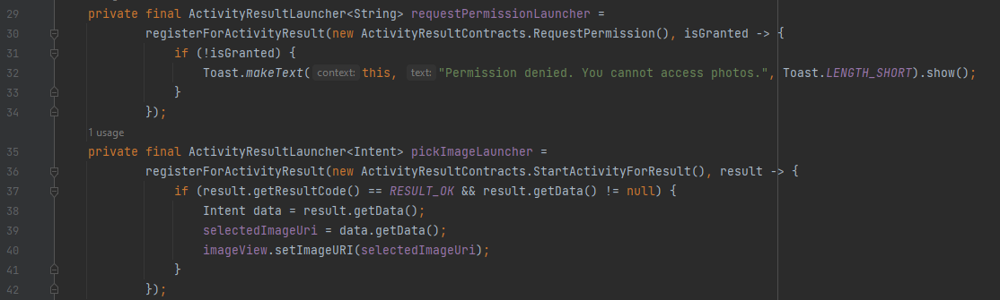 29 private final ActivityResultLauncher<String> requestPermissionLauncher =
30 registerForActivityResult(new ActivityResultContracts.RequestPermission(), isGranted -> {
31 if (!isGranted) {
32 Toast.makeText( context: this, text: "Permission denied. You cannot access photos.", Toast.LENGTH_SHORT).show();
33 }
34 });
1 usage
35 private final ActivityResultLauncher<Intent> pickImageLauncher =
36 registerForActivityResult(new ActivityResultContracts.StartActivityForResult(), result -> {
37 if (result.getResultCode() == RESULT_OK && result.getData() != null) {
38 Intent data = result.getData();
39 selectedImageUri = data.getData();
40 imageView.setImageURI(selectedImageUri);
41 }
42 });